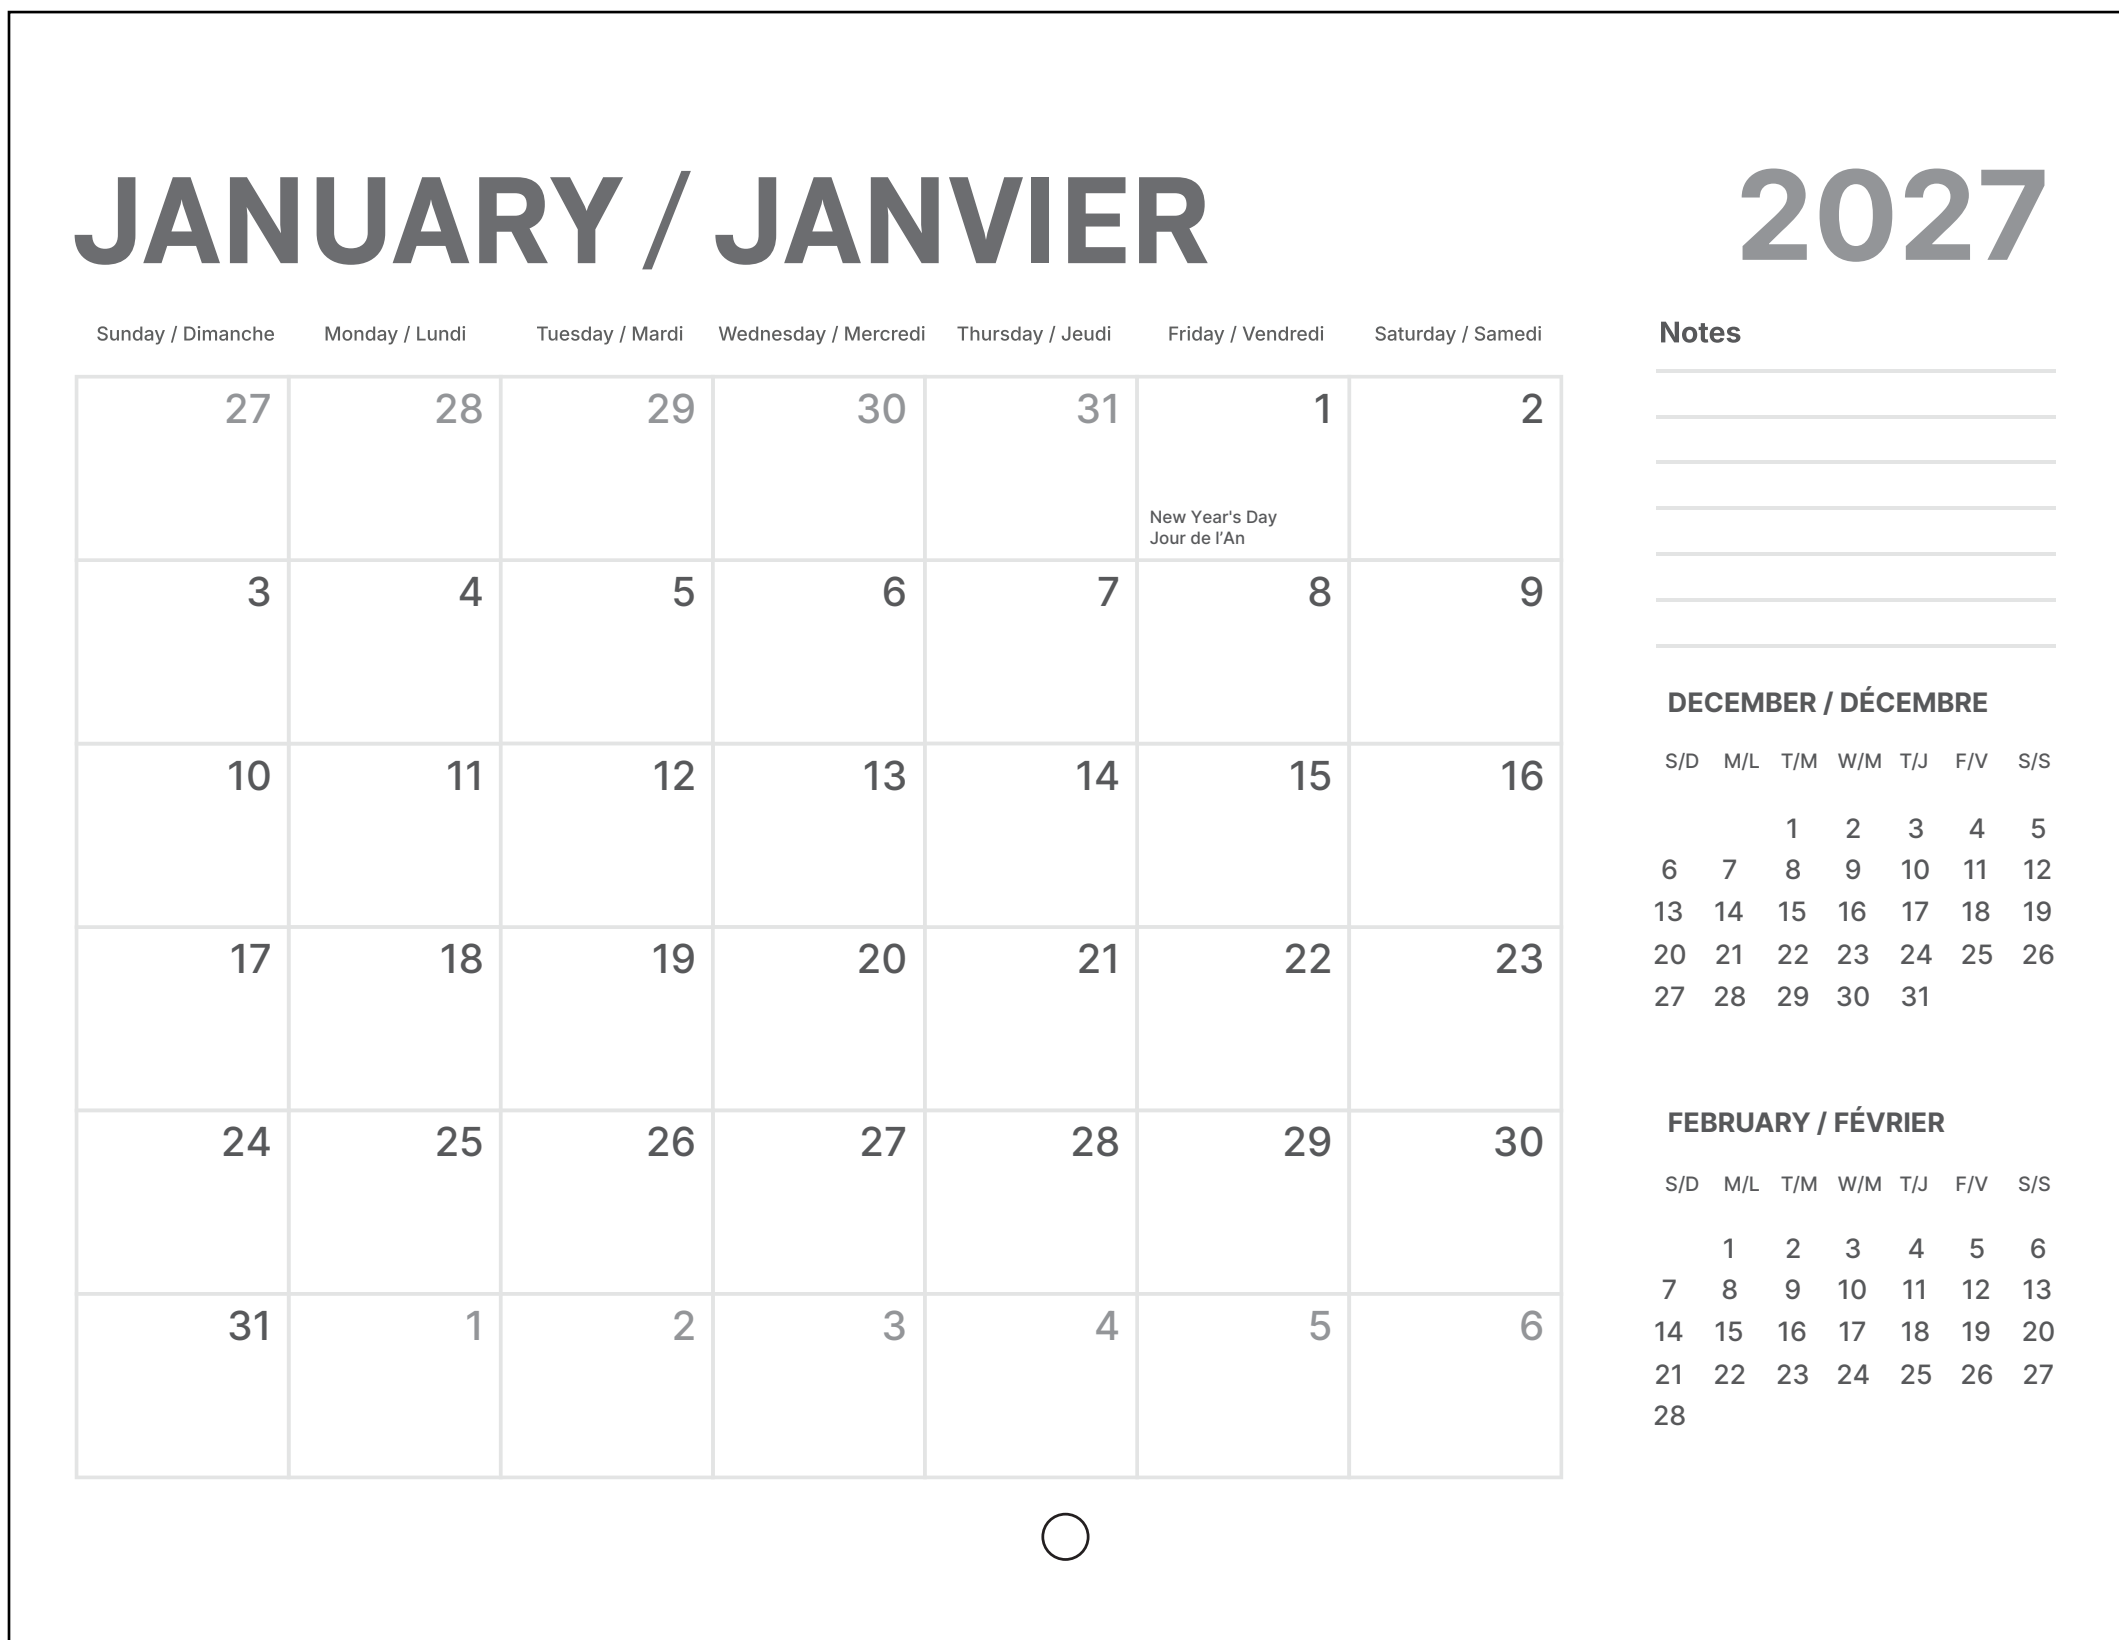 JANUARY / JANVIER
2027
Sunday / Dimanche Monday / Lundi Tuesday / Mardi Wednesday / Mercredi Thursday / Jeudi Friday / Vendredi Saturday / Samedi
27 28 29 30 31 1 2
New Year's Day
Jour de l’An
3 4 5 6 7 8 9
10 11 12 13 14 15 16
17 18 19 20 21 22 23
24 25 26 27 28 29 30
31 1 2 3 4 5 6
Notes
DECEMBER / DÉCEMBRE
S/D M/L T/M W/M T/J F/V S/S
1 2 3 4 5
6 7 8 9 10 11 12
13 14 15 16 17 18 19
20 21 22 23 24 25 26
27 28 29 30 31
FEBRUARY / FÉVRIER
S/D M/L T/M W/M T/J F/V S/S
1 2 3 4 5 6
7 8 9 10 11 12 13
14 15 16 17 18 19 20
21 22 23 24 25 26 27
28